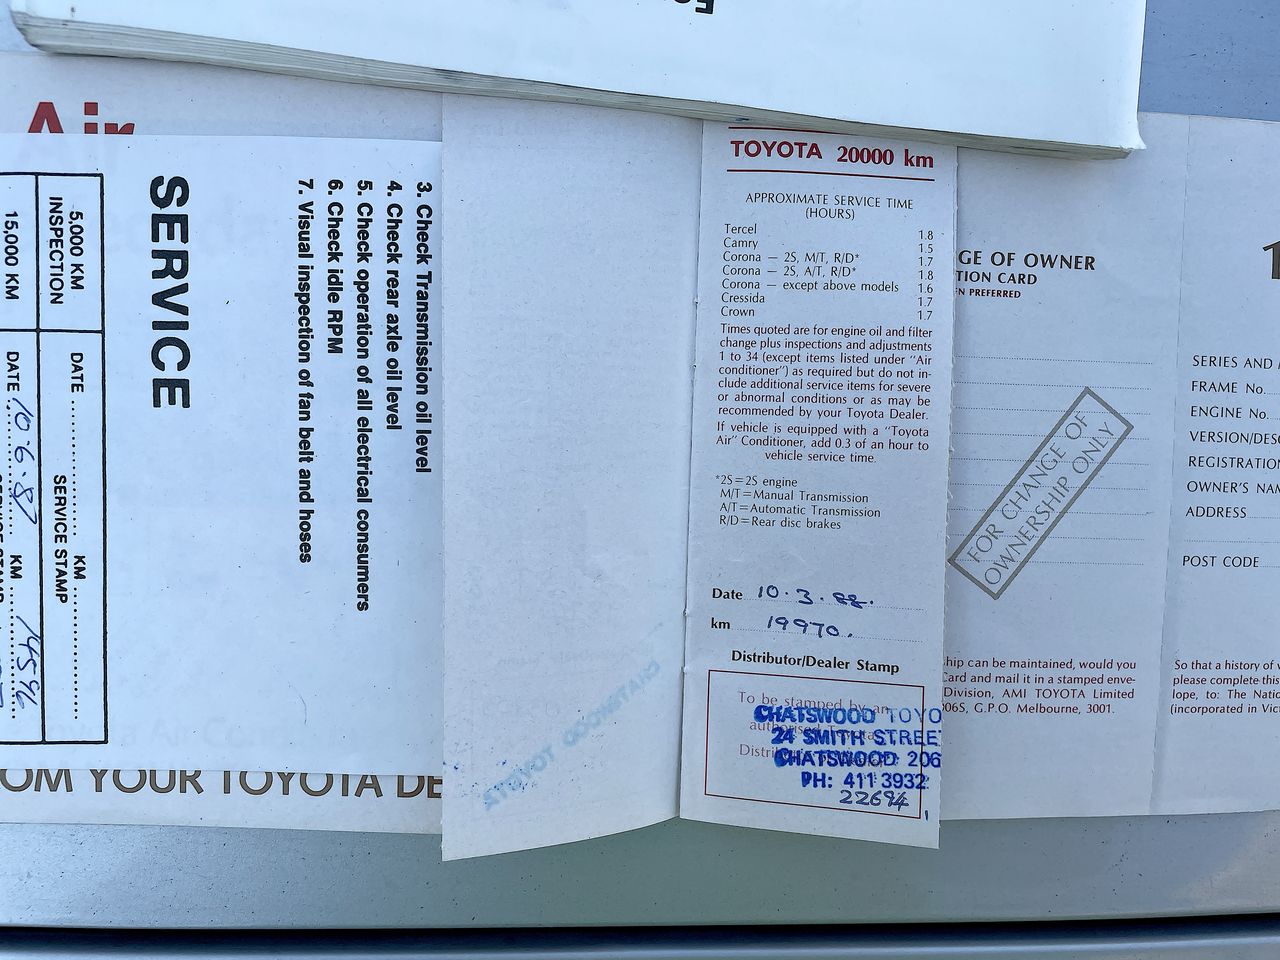 Air
SERVICE
3. Check Transmission oil level
4. Check rear axle oil level
5. Check operation of all electrical consumers
6. Check idle RPM
7. Visual inspection of fan belt and hoses
5,000 KM
INSPECTION
DATE ............ KM ............
SERVICE STAMP
15,000 KM
DATE 10.6.87 KM 14596
OM YOUR TOYOTA DE
TOYOTA 20000 km
APPROXIMATE SERVICE TIME
(HOURS)
Tercel 1.8
Camry 1.5
Corona — 2S, M/T, R/D* 1.7
Corona — 2S, A/T, R/D* 1.8
Corona — except above models 1.6
Cressida 1.7
Crown 1.7
Times quoted are for engine oil and filter
change plus inspections and adjustments
1 to 34 (except items listed under "Air
conditioner") as required but do not in-
clude additional service items for severe
or abnormal conditions or as may be
recommended by your Toyota Dealer.
If vehicle is equipped with a "Toyota
Air" Conditioner, add 0.3 of an hour to
vehicle service time.
*2S=2S engine
M/T=Manual Transmission
A/T=Automatic Transmission
R/D=Rear disc brakes
Date 10.3.88.
km 19970.
Distributor/Dealer Stamp
To be stamped by an
CHATSWOOD TOYO
24 SMITH STREET
CHATSWOOD 206
PH: 411 3932
22694
GE OF OWNER
TION CARD
N PREFERRED
FOR CHANGE OF
OWNERSHIP ONLY
hip can be maintained, would you
Card and mail it in a stamped enve-
Division, AMI TOYOTA Limited
006S, G.P.O. Melbourne, 3001.
1
SERIES AND
FRAME No.
ENGINE No.
VERSION/DESC
REGISTRATION
OWNER'S NAM
ADDRESS
POST CODE
So that a history of
please complete this
lope, to: The Natio
(incorporated in Vict